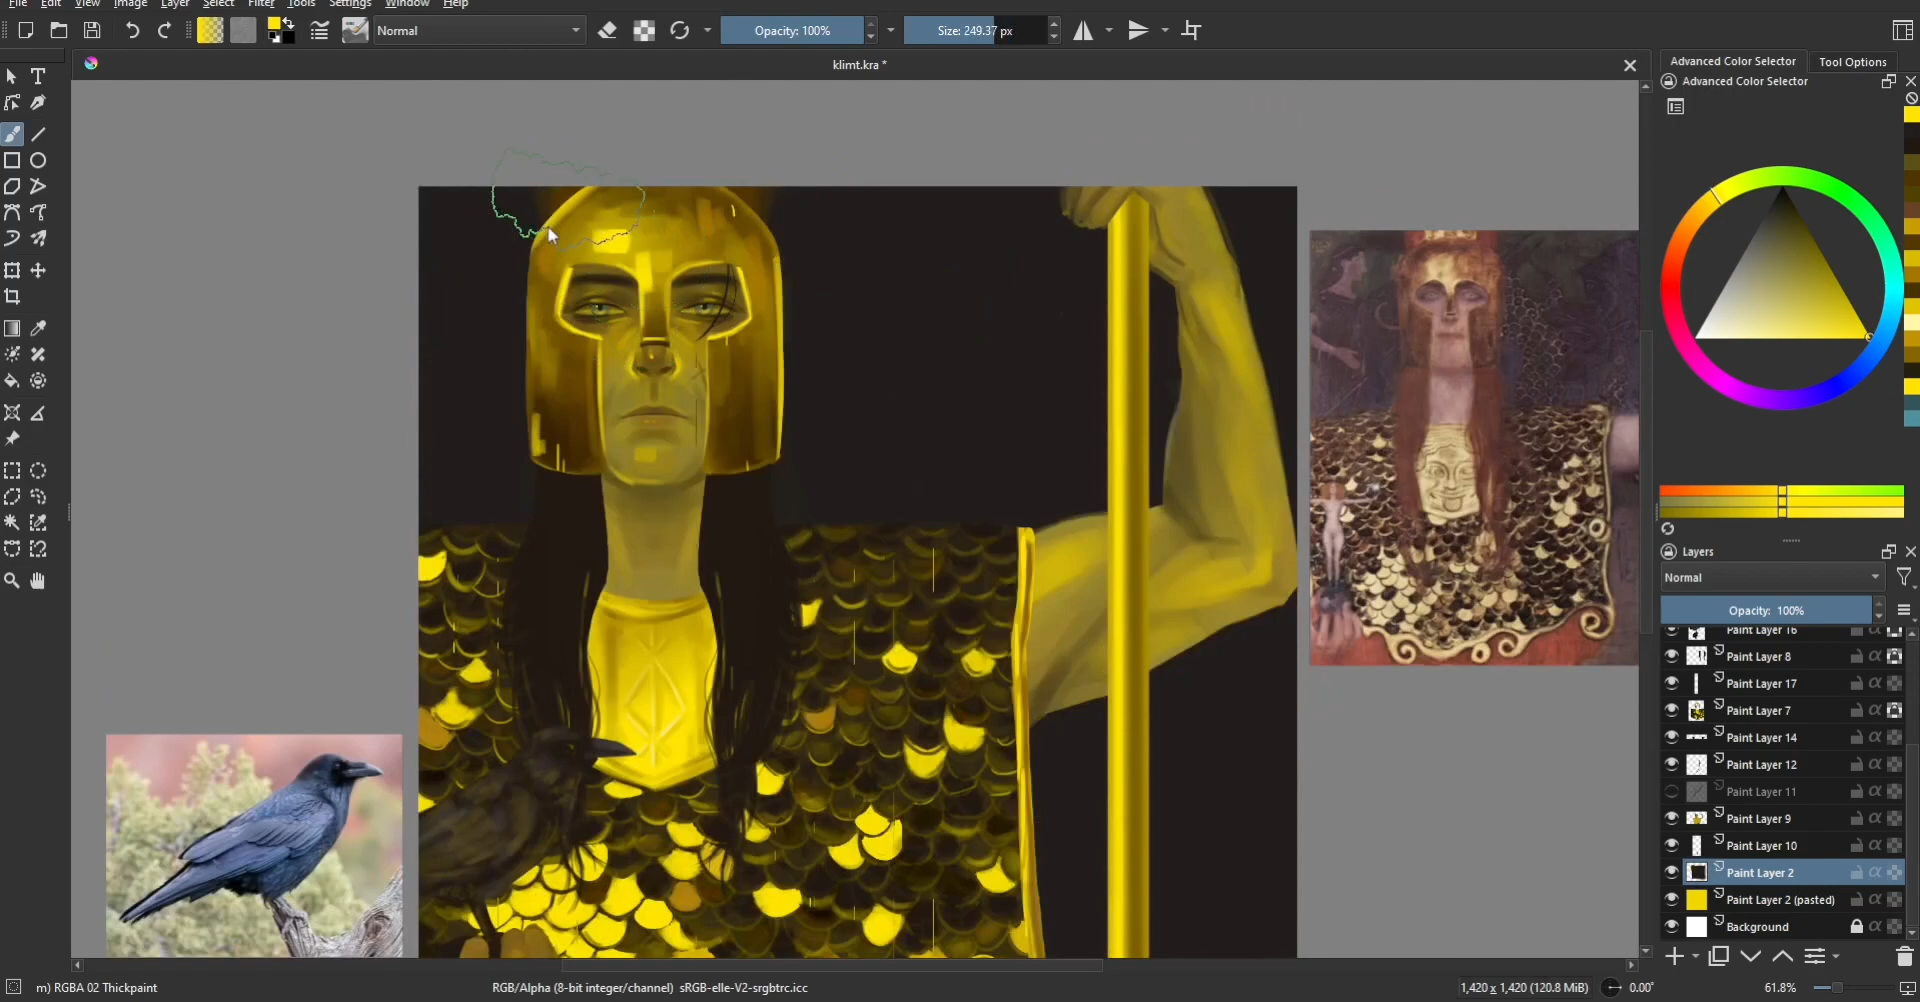 File Edit View Image Layer Select Filter Tools Settings Window Help
Normal
Opacity: 100%
Size: 249.37 px
klimt.kra *
Advanced Color Selector
Tool Options
Advanced Color Selector
Layers
Normal
Opacity: 100%
Paint Layer 16
Paint Layer 8
Paint Layer 17
Paint Layer 7
Paint Layer 14
Paint Layer 12
Paint Layer 11
Paint Layer 9
Paint Layer 10
Paint Layer 2
Paint Layer 2 (pasted)
Background
m) RGBA 02 Thickpaint
RGB/Alpha (8-bit integer/channel) sRGB-elle-V2-srgbtrc.icc
1,420 x 1,420 (120.8 MiB)
0.00°
61.8%